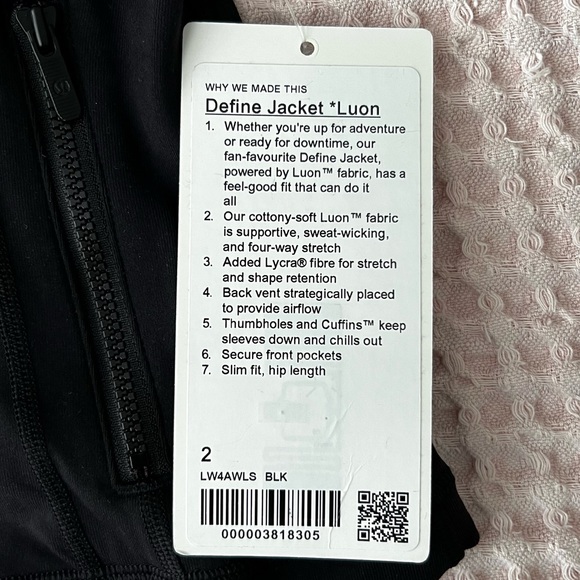 WHY WE MADE THIS
Define Jacket *Luon
1. Whether you're up for adventure
or ready for downtime, our
fan-favourite Define Jacket,
powered by Luon™ fabric, has a
feel-good fit that can do it
all
2. Our cottony-soft Luon™ fabric
is supportive, sweat-wicking,
and four-way stretch
3. Added Lycra® fibre for stretch
and shape retention
4. Back vent strategically placed
to provide airflow
5. Thumbholes and Cuffins™ keep
sleeves down and chills out
6. Secure front pockets
7. Slim fit, hip length
2
LW4AWLS BLK
000003818305